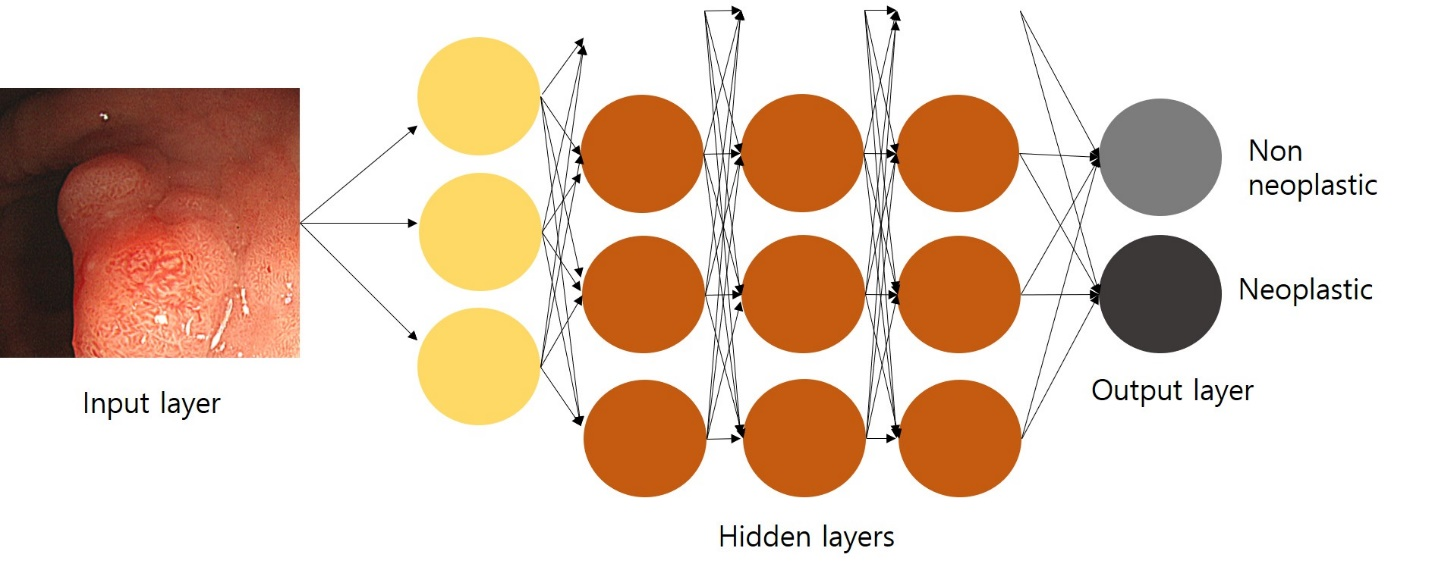 Non
neoplastic
Neoplastic
Output layer
Input layer
Hidden layers